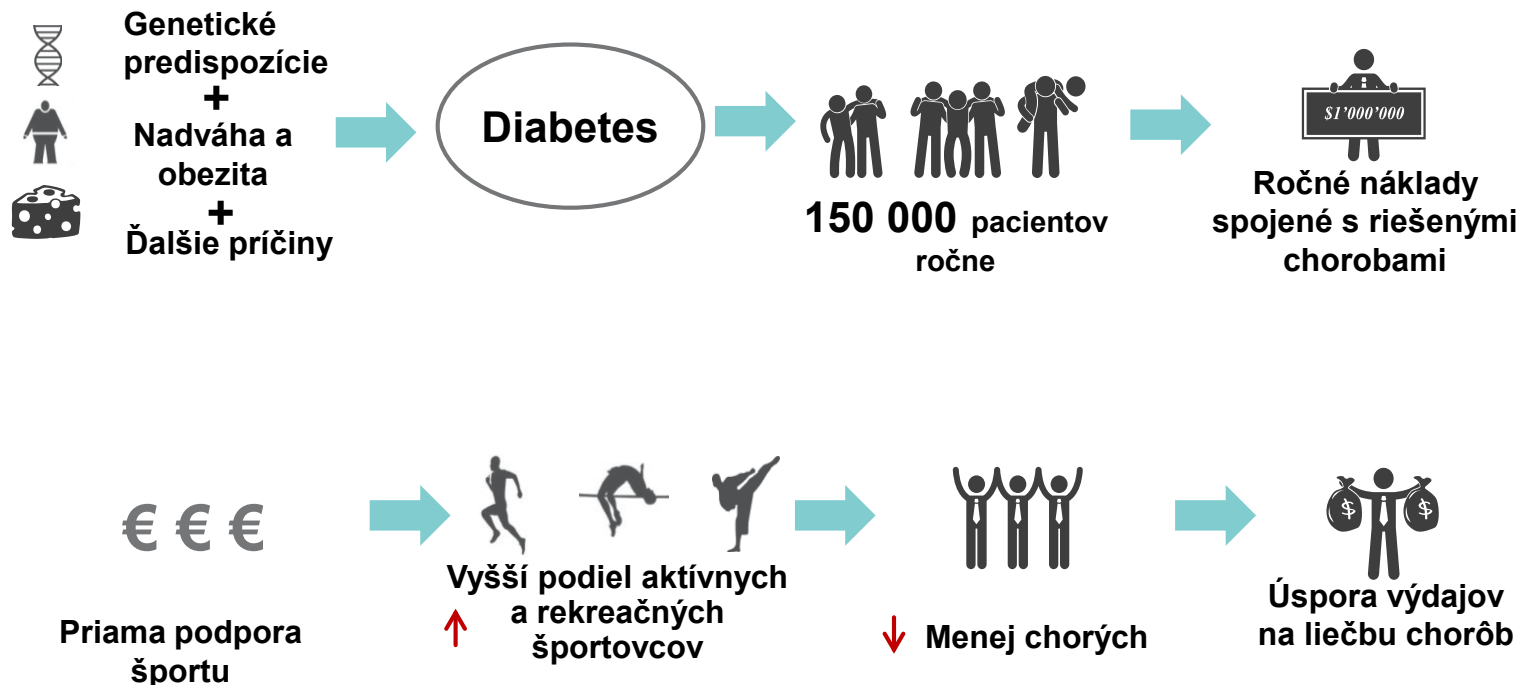 Genetické
predispozície
+
Nadváha a
obezita
+
Ďalšie príčiny
Diabetes
150 000 pacientov
ročne
$1'000'000
Ročné náklady
spojené s riešenými
chorobami
€ € €
Priama podpora
športu
Vyšší podiel aktívnych
a rekreačných
športovcov
Menej chorých
$ $
Úspora výdajov
na liečbu chorôb